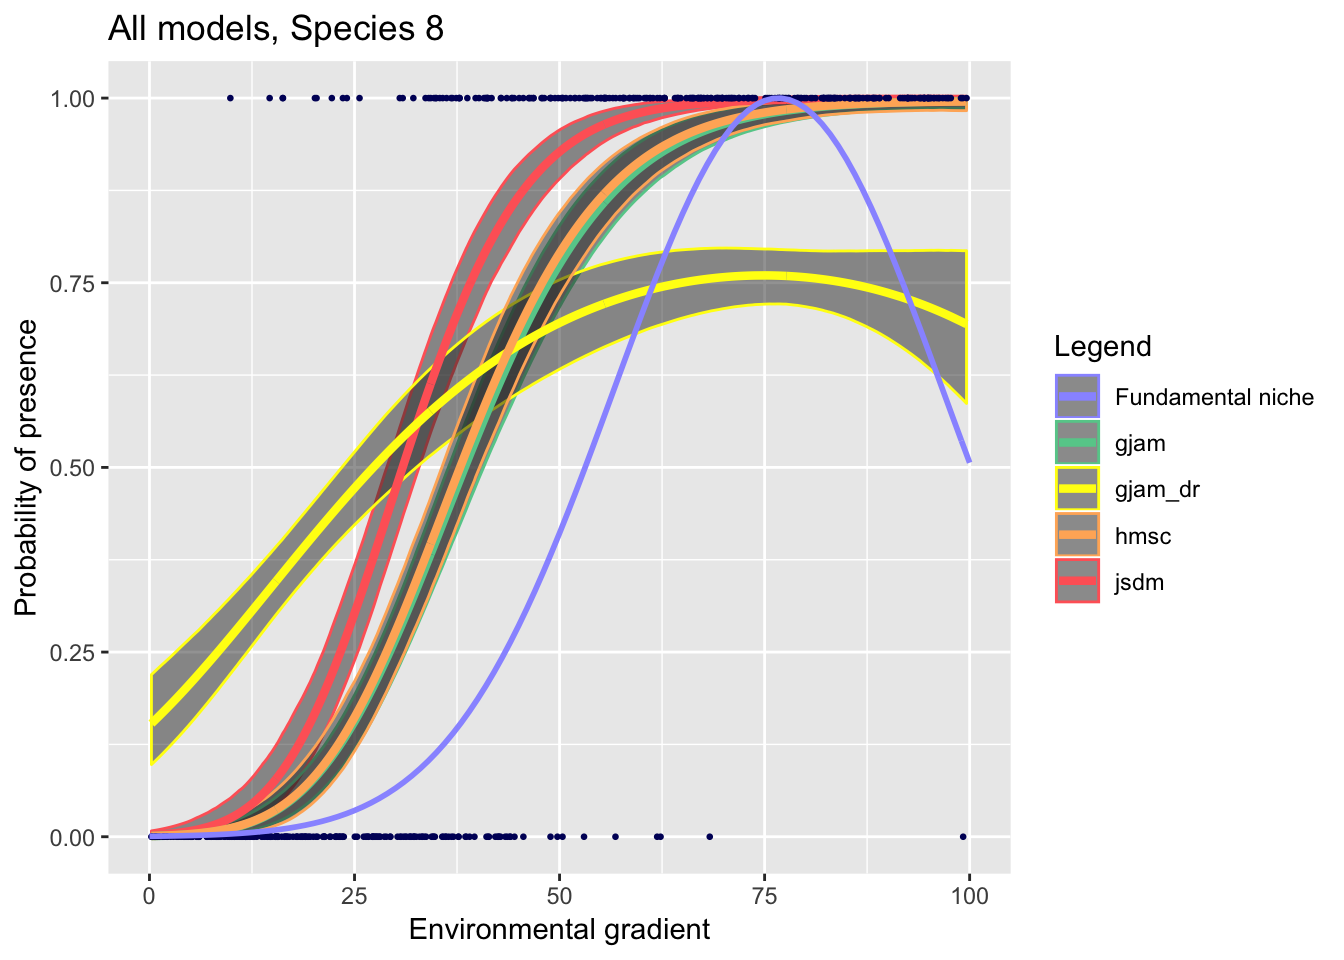 All models, Species 8
Probability of presence
1.00
0.75
0.50
0.25
0.00
0
25
50
75
100
Environmental gradient
Legend
Fundamental niche
gjam
gjam_dr
hmsc
jsdm